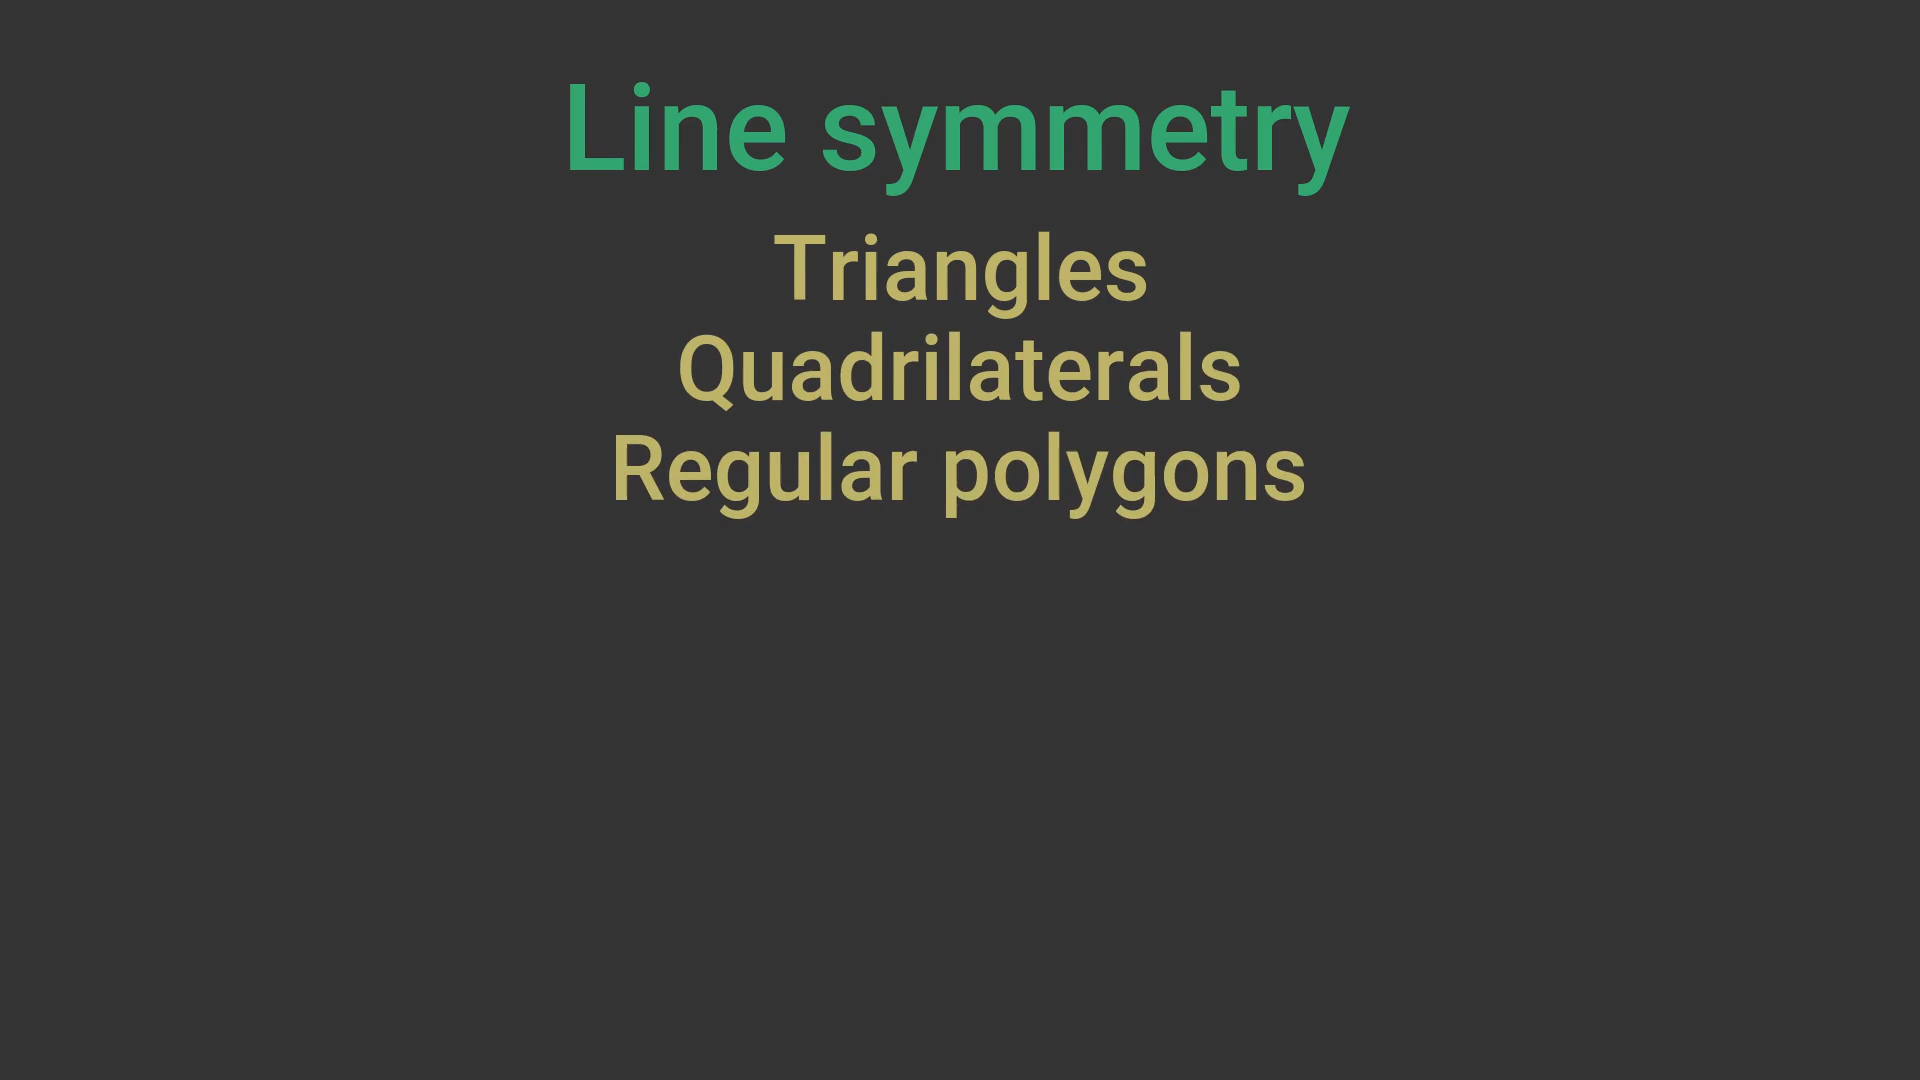 Line symmetry
Triangles
Quadrilaterals
Regular polygons